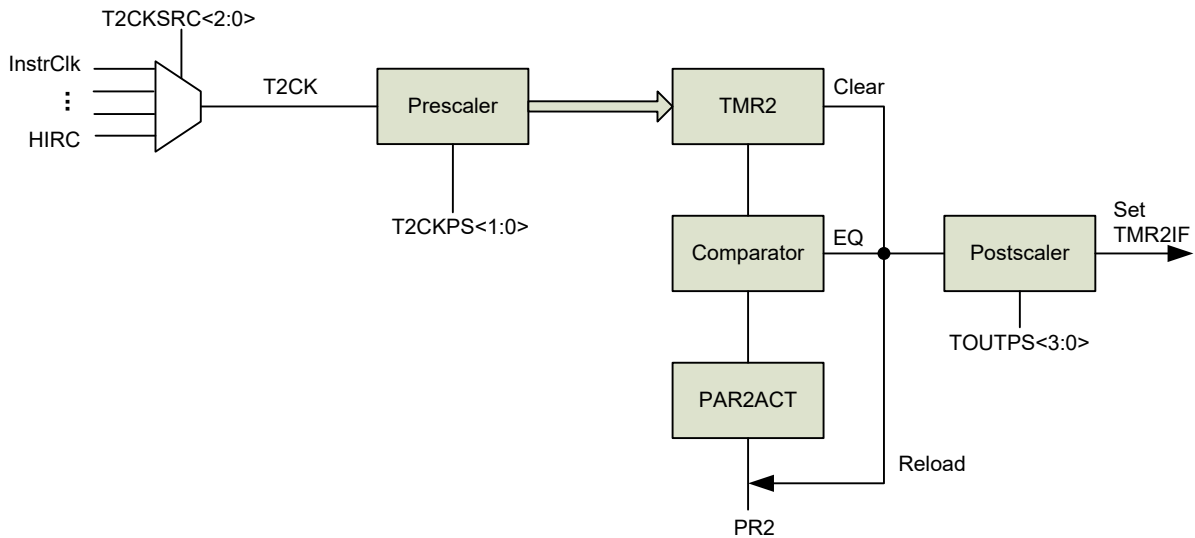 T2CKSRC<2:0>
InstrClk
HIRC
T2CK
Prescaler
T2CKPS<1:0>
TMR2
Clear
Comparator
EQ
Postscaler
Set
TMR2IF
TOUTPS<3:0>
PAR2ACT
Reload
PR2